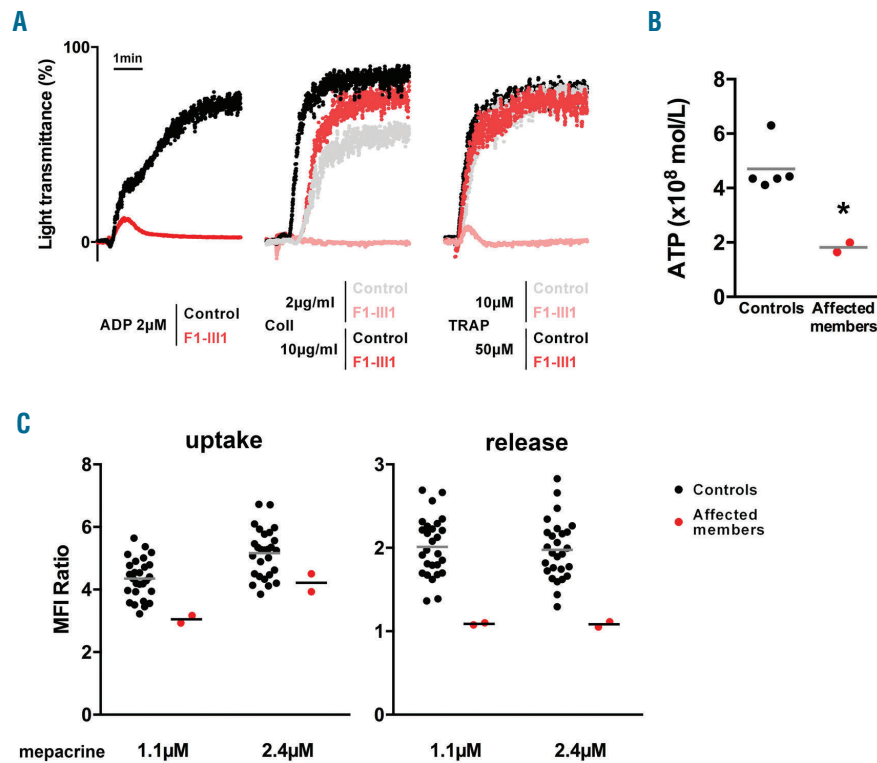 A
B
100
1min
Light transmittance (%)
0
ADP 2µM
Control
F1-III1
Coll
2µg/ml
Control
F1-III1
10µg/ml
Control
F1-III1
TRAP
10µM
Control
F1-III1
50µM
Control
F1-III1
ATP (x10⁸ mol/L)
8
6
4
2
0
*
Controls
Affected
members
C
uptake
release
MFI Ratio
8
6
4
2
0
3
2
1
0
Controls
Affected
members
mepacrine
1.1µM
2.4µM
1.1µM
2.4µM